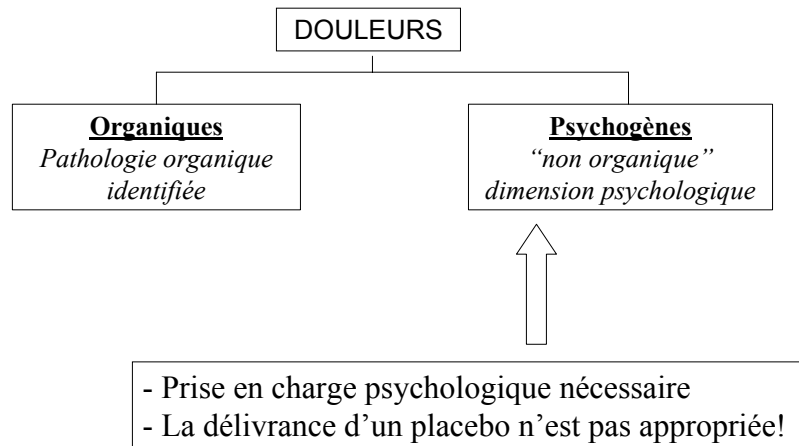 DOULEURS
Organiques
Pathologie organique
identifiée
Psychogènes
“non organique”
dimension psychologique
- Prise en charge psychologique nécessaire
- La délivrance d’un placebo n’est pas appropriée!